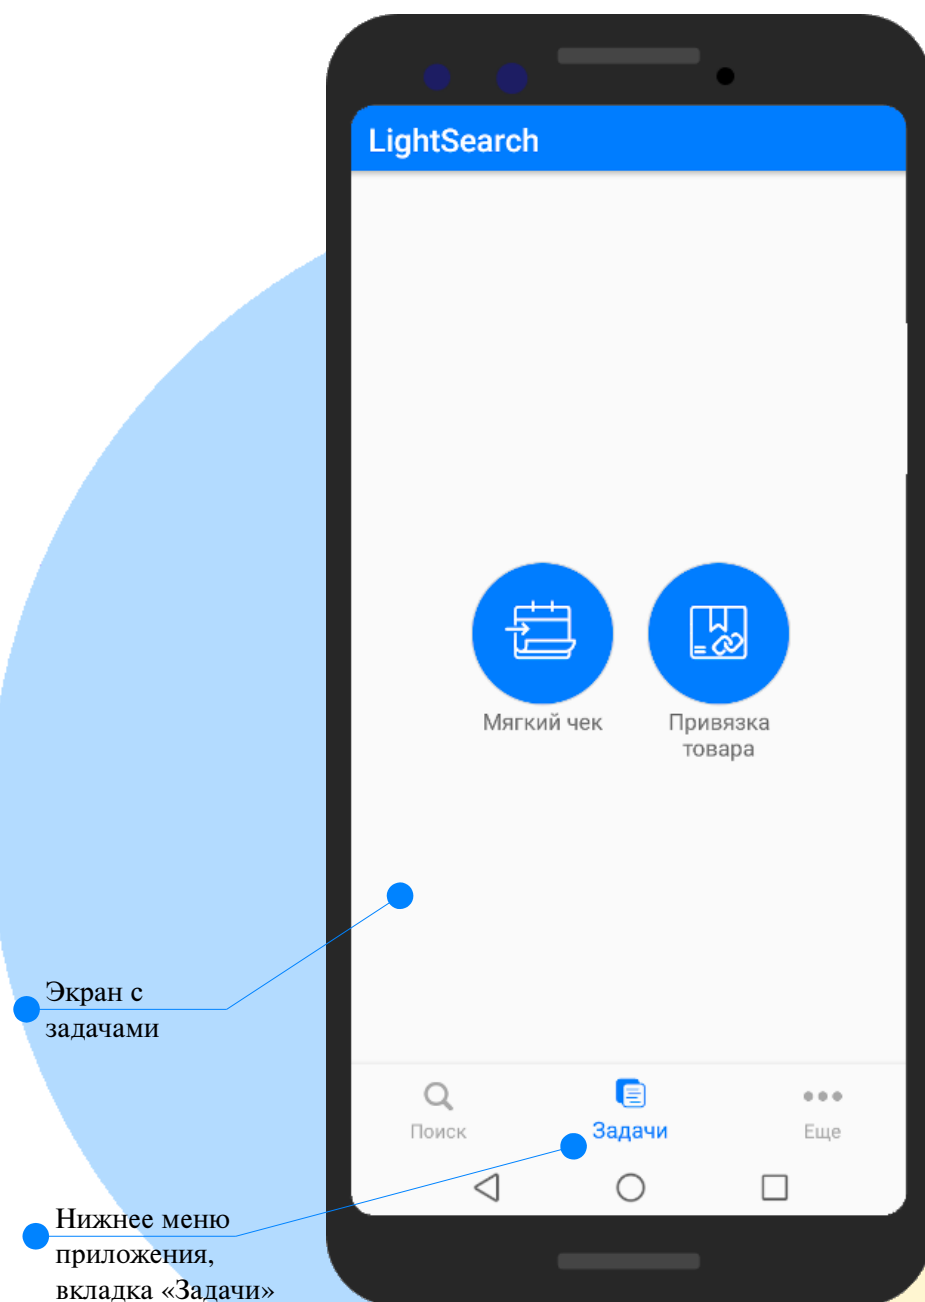 LightSearch
Мягкий чек
Привязка
товара
Экран с
задачами
Поиск
Задачи
Еще
Нижнее меню
приложения,
вкладка «Задачи»